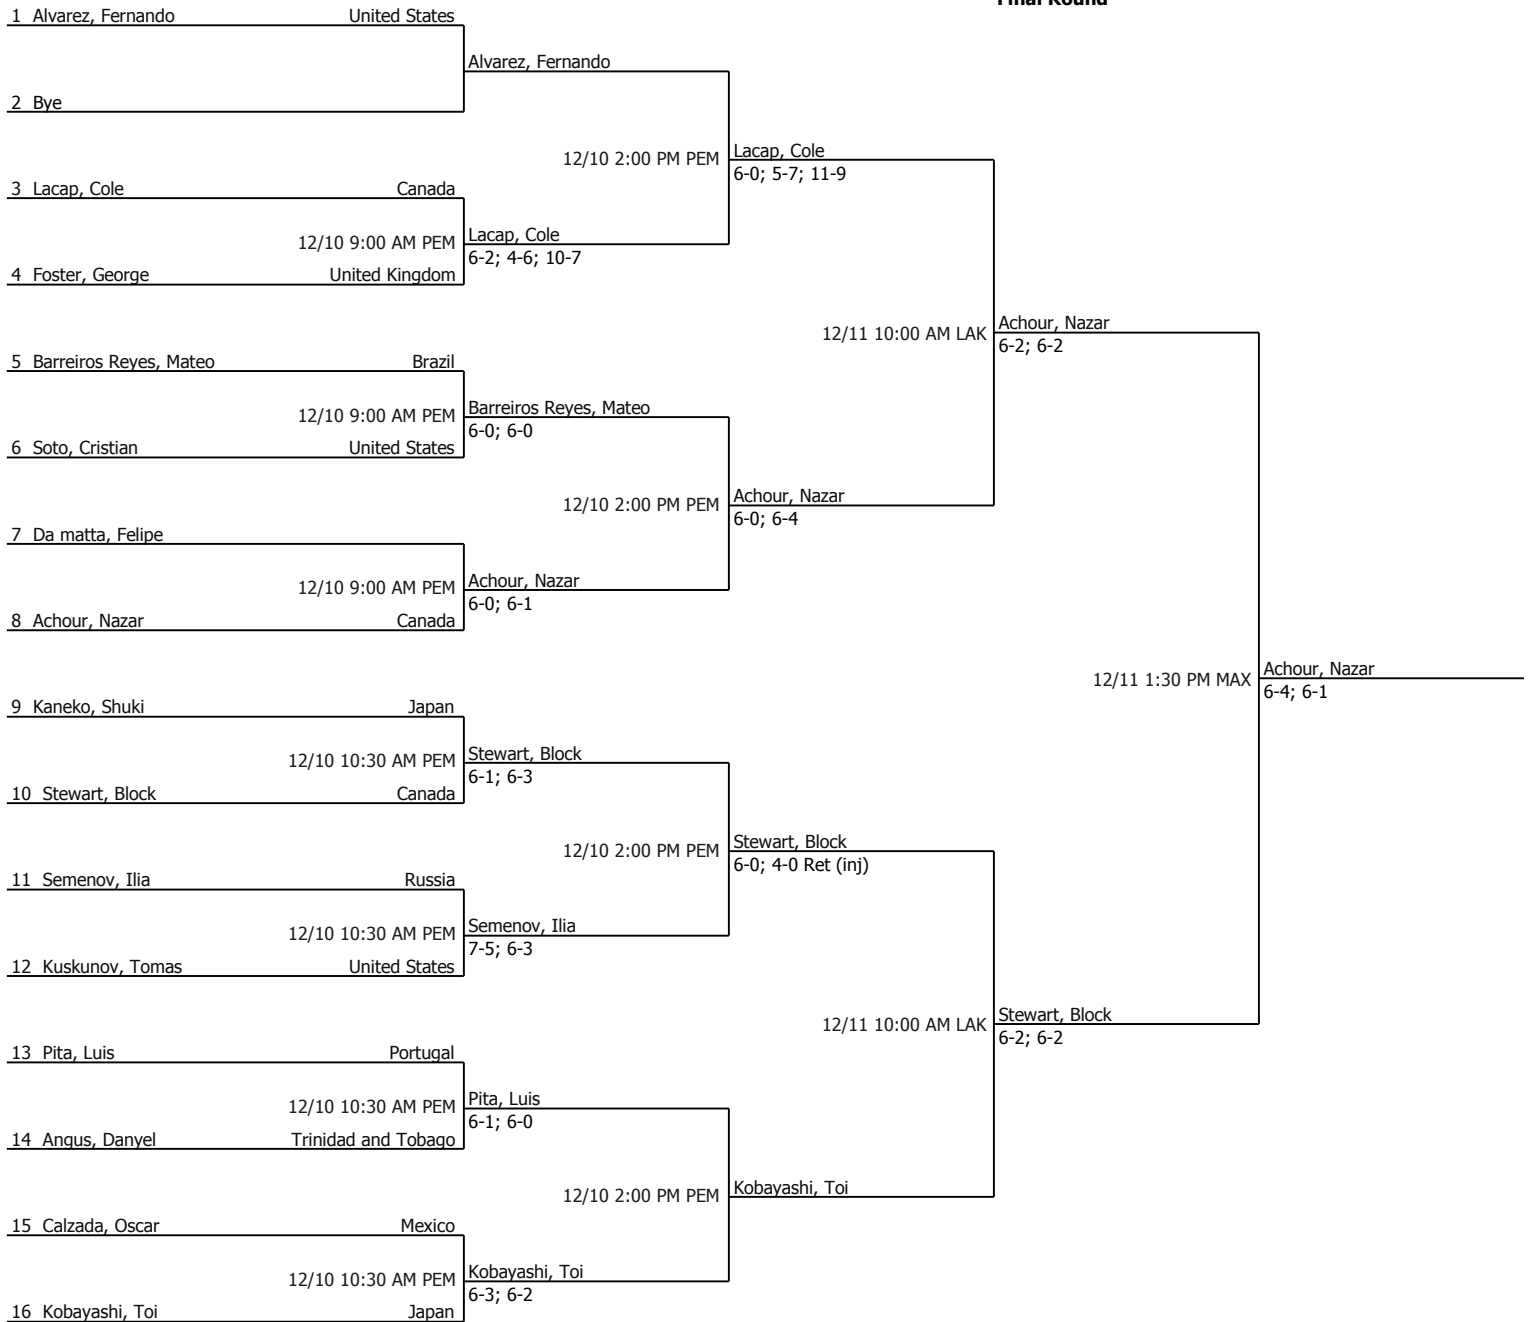 Final Round
1 Alvarez, Fernando United States
Alvarez, Fernando
2 Bye
12/10 2:00 PM PEM Lacap, Cole
6-0; 5-7; 11-9
3 Lacap, Cole Canada
12/10 9:00 AM PEM Lacap, Cole
6-2; 4-6; 10-7
4 Foster, George United Kingdom
12/11 10:00 AM LAK Achour, Nazar
6-2; 6-2
5 Barreiros Reyes, Mateo Brazil
12/10 9:00 AM PEM Barreiros Reyes, Mateo
6-0; 6-0
6 Soto, Cristian United States
12/10 2:00 PM PEM Achour, Nazar
6-0; 6-4
7 Da matta, Felipe
12/10 9:00 AM PEM Achour, Nazar
6-0; 6-1
8 Achour, Nazar Canada
12/11 1:30 PM MAX Achour, Nazar
6-4; 6-1
9 Kaneko, Shuki Japan
12/10 10:30 AM PEM Stewart, Block
6-1; 6-3
10 Stewart, Block Canada
12/10 2:00 PM PEM Stewart, Block
6-0; 4-0 Ret (inj)
11 Semenov, Ilia Russia
12/10 10:30 AM PEM Semenov, Ilia
7-5; 6-3
12 Kuskunov, Tomas United States
12/11 10:00 AM LAK Stewart, Block
6-2; 6-2
13 Pita, Luis Portugal
12/10 10:30 AM PEM Pita, Luis
6-1; 6-0
14 Angus, Danyel Trinidad and Tobago
12/10 2:00 PM PEM Kobayashi, Toi
15 Calzada, Oscar Mexico
12/10 10:30 AM PEM Kobayashi, Toi
6-3; 6-2
16 Kobayashi, Toi Japan